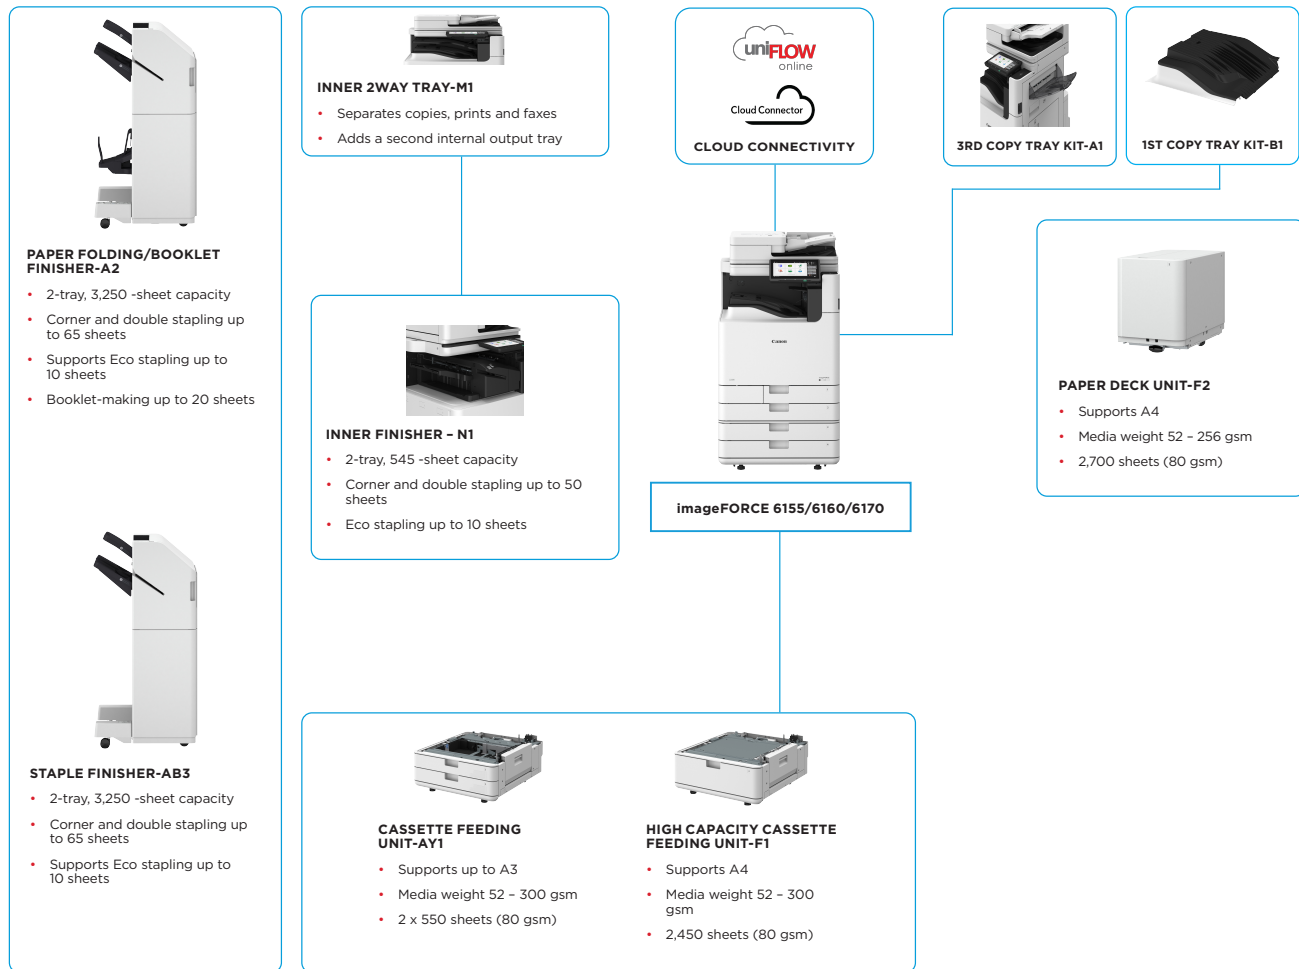 PAPER FOLDING/BOOKLET
FINISHER-A2
• 2-tray, 3,250 -sheet capacity
• Corner and double stapling up
to 65 sheets
• Supports Eco stapling up to
10 sheets
• Booklet-making up to 20 sheets
STAPLE FINISHER-AB3
• 2-tray, 3,250 -sheet capacity
• Corner and double stapling up
to 65 sheets
• Supports Eco stapling up to
10 sheets
INNER 2WAY TRAY-M1
• Separates copies, prints and faxes
• Adds a second internal output tray
INNER FINISHER – N1
• 2-tray, 545 -sheet capacity
• Corner and double stapling up to 50
sheets
• Eco stapling up to 10 sheets
uniFLOW
online
Cloud Connector
CLOUD CONNECTIVITY
3RD COPY TRAY KIT-A1
1ST COPY TRAY KIT-B1
Canon
imageFORCE 6155/6160/6170
PAPER DECK UNIT-F2
• Supports A4
• Media weight 52 – 256 gsm
• 2,700 sheets (80 gsm)
CASSETTE FEEDING
UNIT-AY1
• Supports up to A3
• Media weight 52 – 300 gsm
• 2 x 550 sheets (80 gsm)
HIGH CAPACITY CASSETTE
FEEDING UNIT-F1
• Supports A4
• Media weight 52 – 300
gsm
• 2,450 sheets (80 gsm)